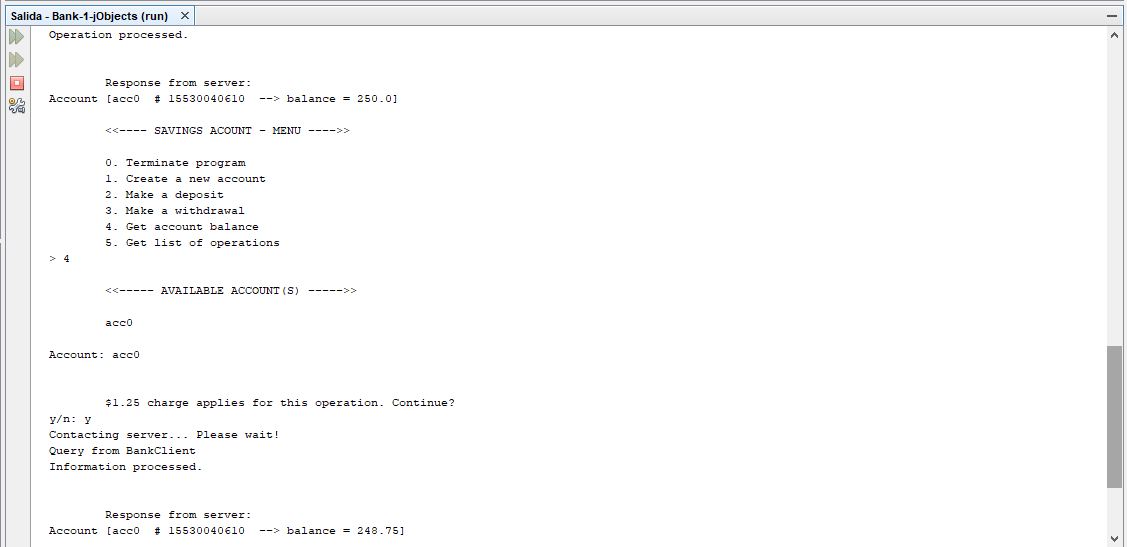 Salida - Bank-1-jObjects (run) ×
Operation processed.
Response from server:
Account [acc0  # 15530040610  --> balance = 250.0]
<<---- SAVINGS ACOUNT - MENU ---->>
0. Terminate program
1. Create a new account
2. Make a deposit
3. Make a withdrawal
4. Get account balance
5. Get list of operations
> 4
<<----- AVAILABLE ACCOUNT(S) ----->>
acc0
Account: acc0
$1.25 charge applies for this operation. Continue?
y/n: y
Contacting server... Please wait!
Query from BankClient
Information processed.
Response from server:
Account [acc0  # 15530040610  --> balance = 248.75]